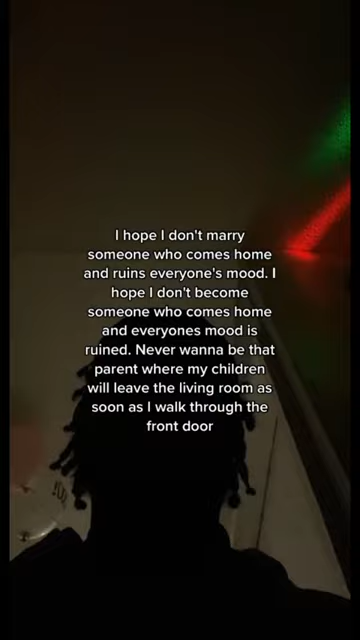 I hope I don't marry
someone who comes home
and ruins everyone's mood. I
hope I don't become
someone who comes home
and everyones mood is
ruined. Never wanna be that
parent where my children
will leave the living room as
soon as I walk through the
front door